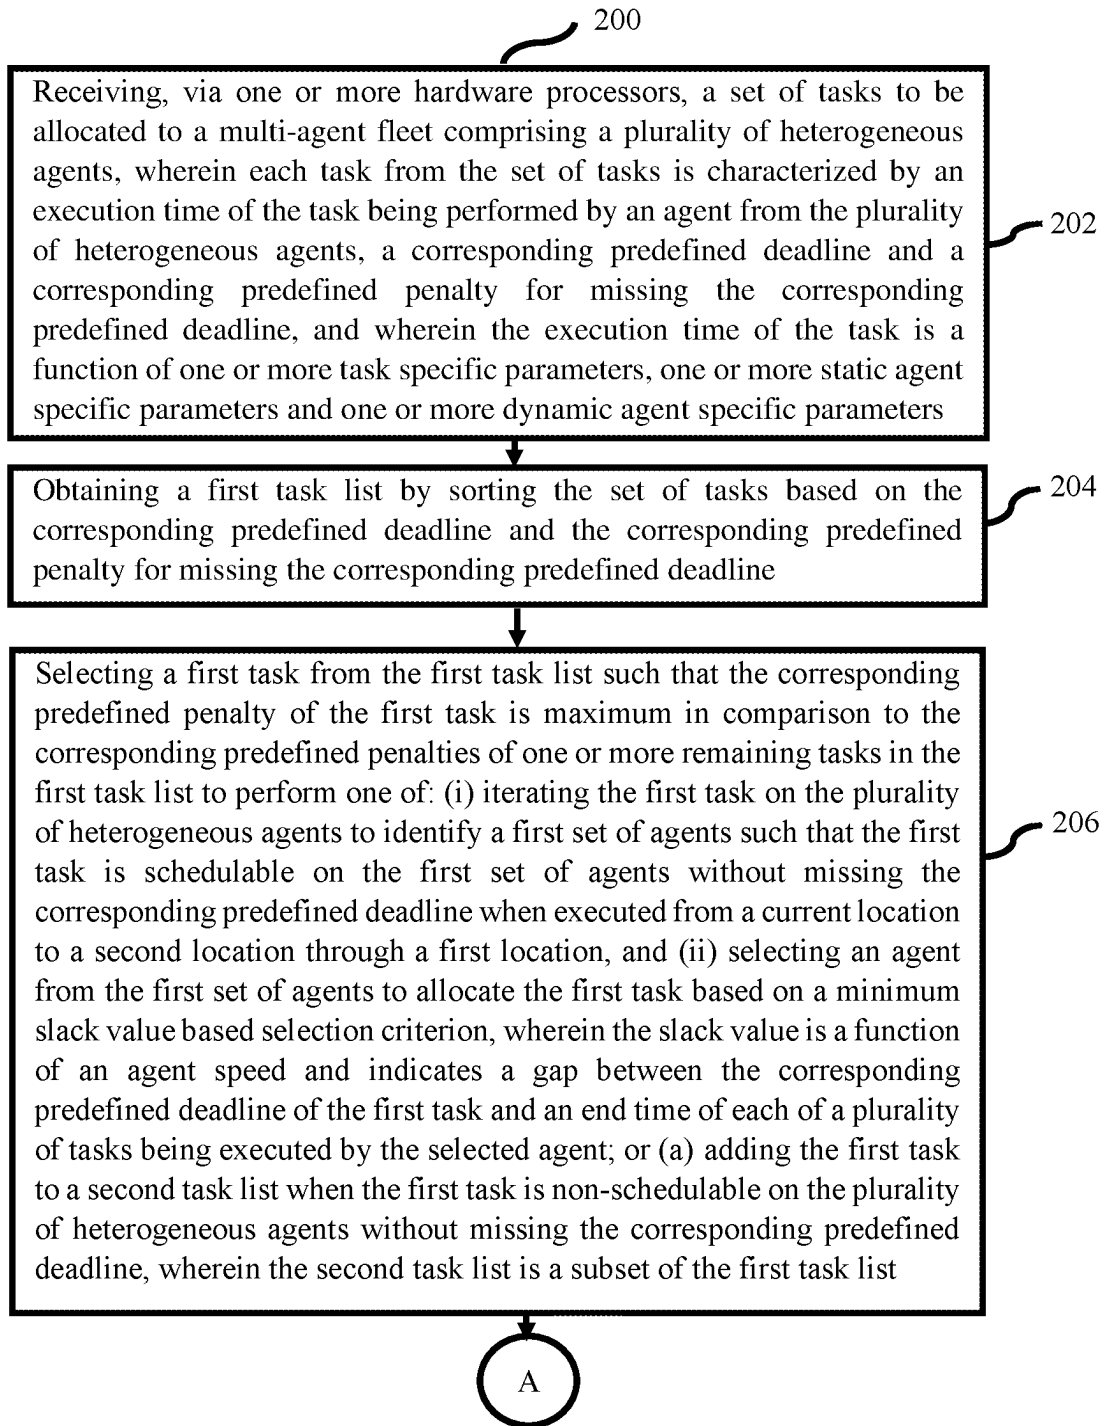 200
Receiving, via one or more hardware processors, a set of tasks to be
allocated to a multi-agent fleet comprising a plurality of heterogeneous
agents, wherein each task from the set of tasks is characterized by an
execution time of the task being performed by an agent from the plurality
of heterogeneous agents, a corresponding predefined deadline and a
corresponding predefined penalty for missing the corresponding
predefined deadline, and wherein the execution time of the task is a
function of one or more task specific parameters, one or more static agent
specific parameters and one or more dynamic agent specific parameters
202
Obtaining a first task list by sorting the set of tasks based on the
corresponding predefined deadline and the corresponding predefined
penalty for missing the corresponding predefined deadline
204
Selecting a first task from the first task list such that the corresponding
predefined penalty of the first task is maximum in comparison to the
corresponding predefined penalties of one or more remaining tasks in the
first task list to perform one of: (i) iterating the first task on the plurality
of heterogeneous agents to identify a first set of agents such that the first
task is schedulable on the first set of agents without missing the
corresponding predefined deadline when executed from a current location
to a second location through a first location, and (ii) selecting an agent
from the first set of agents to allocate the first task based on a minimum
slack value based selection criterion, wherein the slack value is a function
of an agent speed and indicates a gap between the corresponding
predefined deadline of the first task and an end time of each of a plurality
of tasks being executed by the selected agent; or (a) adding the first task
to a second task list when the first task is non-schedulable on the plurality
of heterogeneous agents without missing the corresponding predefined
deadline, wherein the second task list is a subset of the first task list
206
A